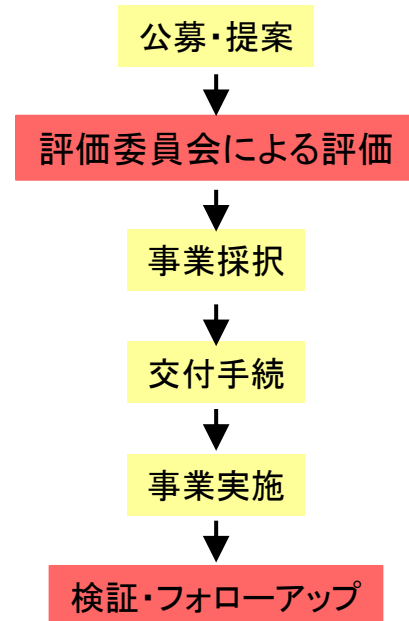 公募・提案
評価委員会による評価
事業採択
交付手続
事業実施
検証・フォローアップ